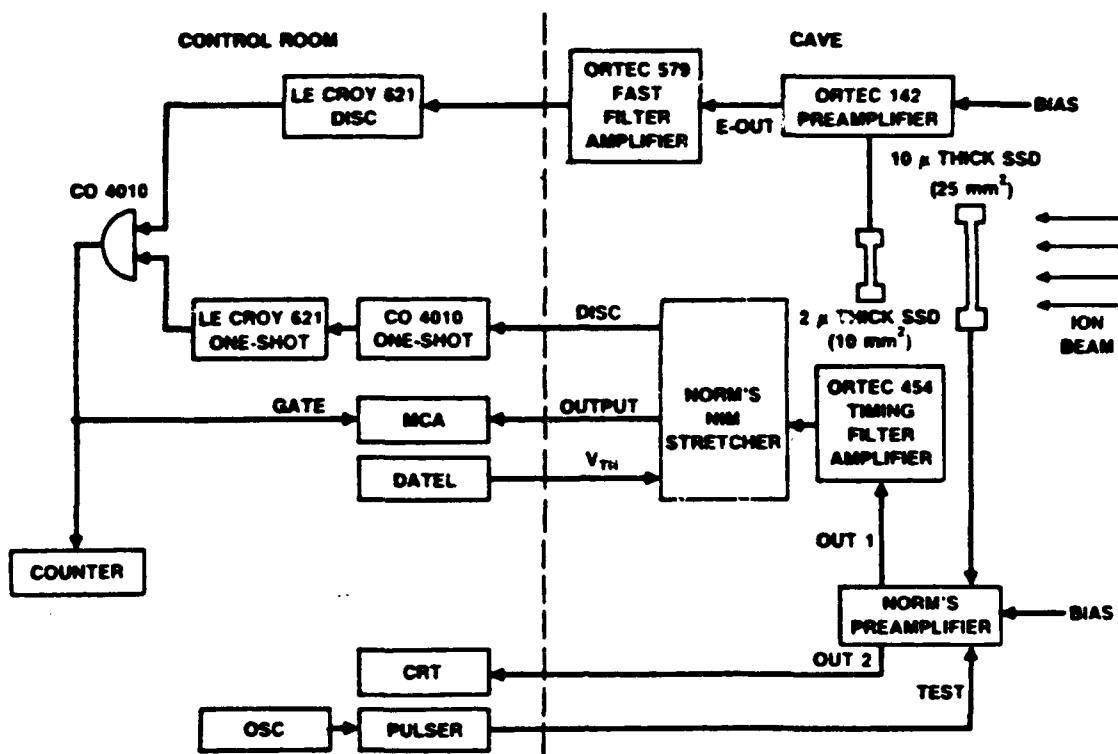 CONTROL ROOM
CAVE
LE CROY 621
DISC
ORTEC 579
FAST
FILTER
AMPLIFIER
E-OUT
ORTEC 142
PREAMPLIFIER
BIAS
10 μ THICK SSD
(25 mm²)
CO 4010
LE CROY 621
ONE-SHOT
CO 4010
ONE-SHOT
DISC
2 μ THICK SSD
(10 mm²)
ION
BEAM
GATE
MCA
OUTPUT
NORM'S
NIM
STRETCHER
ORTEC 454
TIMING
FILTER
AMPLIFIER
DATEL
V_TH
OUT 1
COUNTER
NORM'S
PREAMPLIFIER
BIAS
OUT 2
CRT
TEST
OSC
PULSER